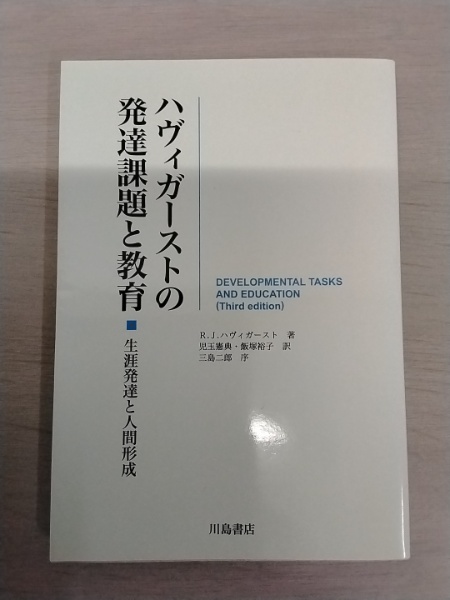 ハヴィガーストの
発達課題と教育
■生涯発達と人間形成
DEVELOPMENTAL TASKS
AND EDUCATION
(Third edition)
R.J.ハヴィガースト 著
児玉憲典・飯塚裕子 訳
三島二郎 序
川島書店